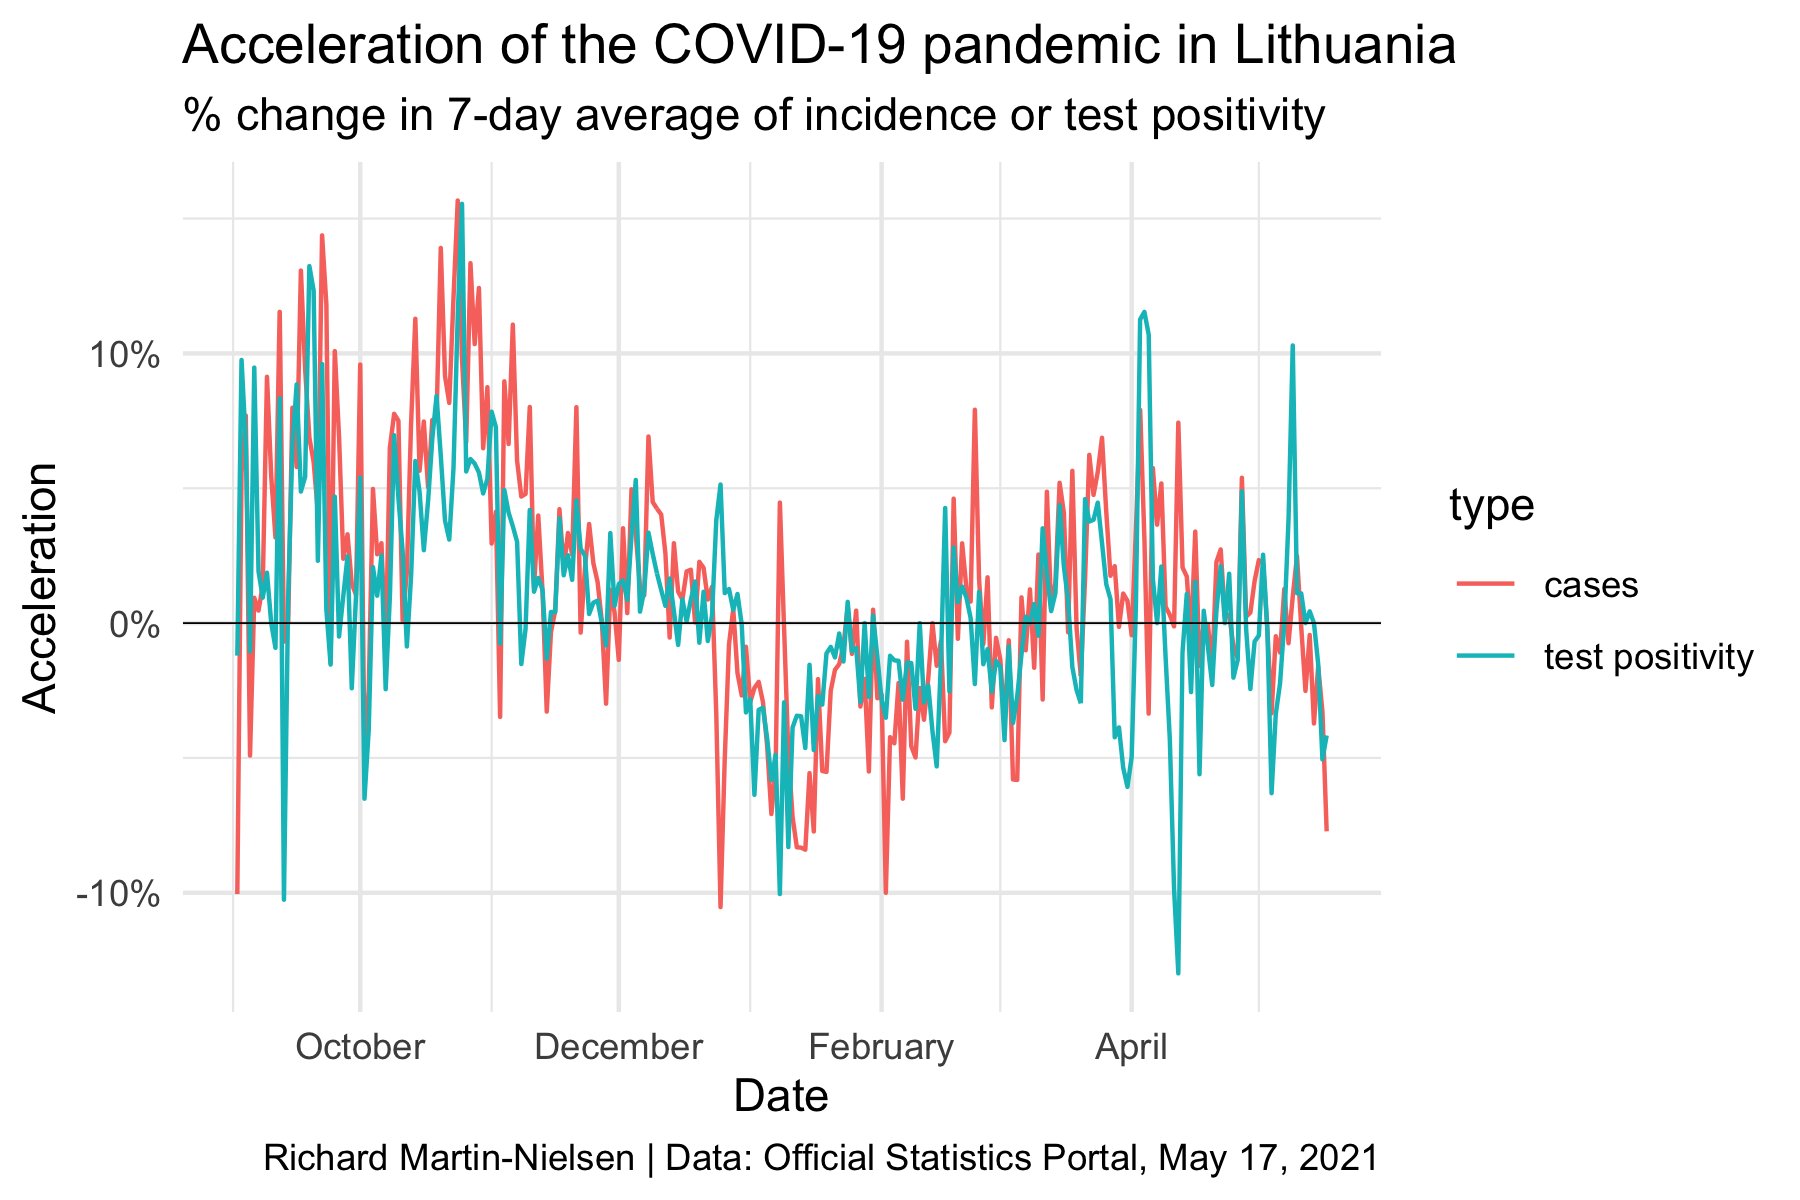 Acceleration of the COVID-19 pandemic in Lithuania
% change in 7-day average of incidence or test positivity
Acceleration
10%
0%
-10%
October
December
February
April
Date
type
cases
test positivity
Richard Martin-Nielsen | Data: Official Statistics Portal, May 17, 2021